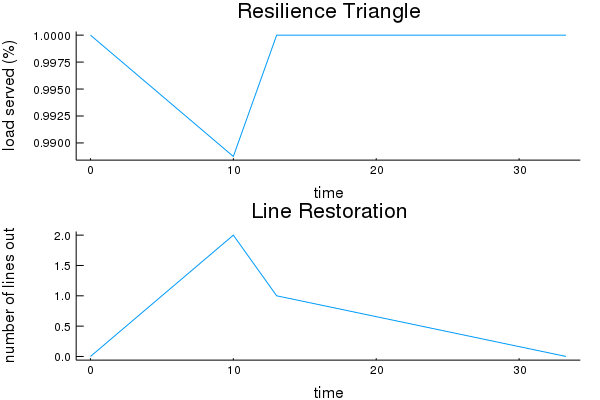 Resilience Triangle
load served (%)
1.0000
0.9975
0.9950
0.9925
0.9900
0 10 20 30
time
Line Restoration
number of lines out
2.0
1.5
1.0
0.5
0.0
0 10 20 30
time